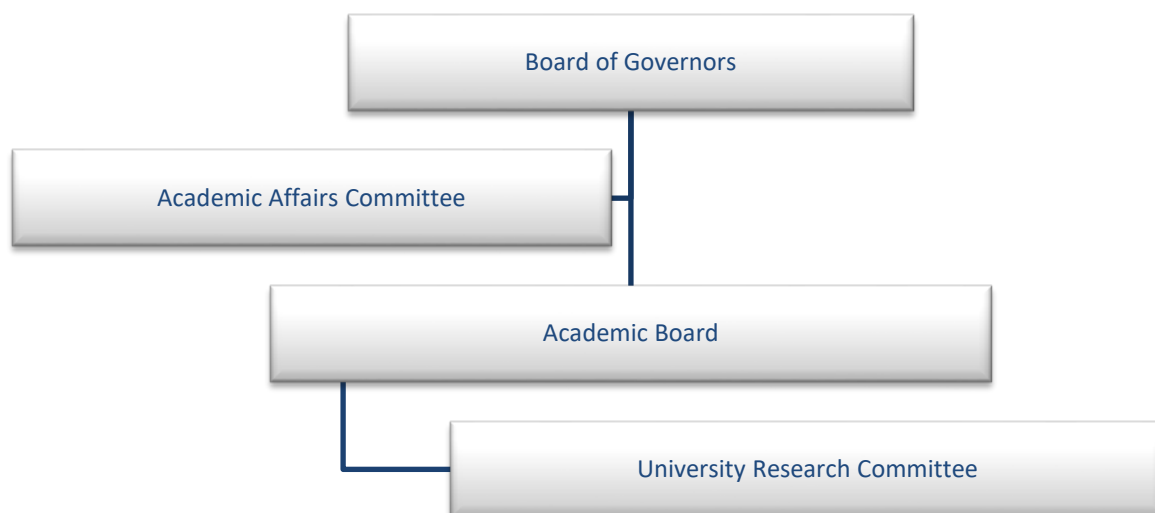 Board of Governors
Academic Affairs Committee
Academic Board
University Research Committee